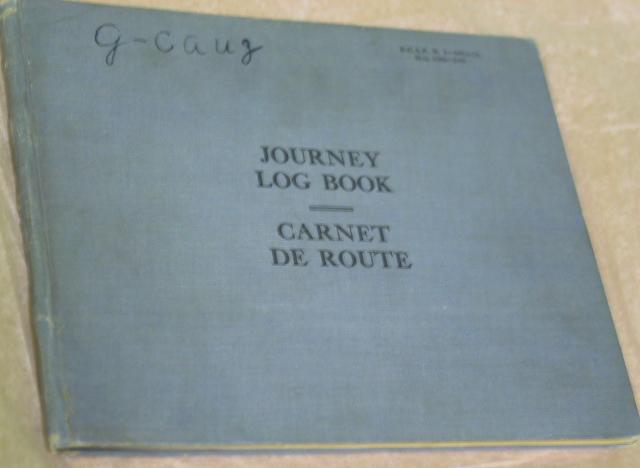 G-Cauz
JOURNEY
LOG BOOK
CARNET
DE ROUTE